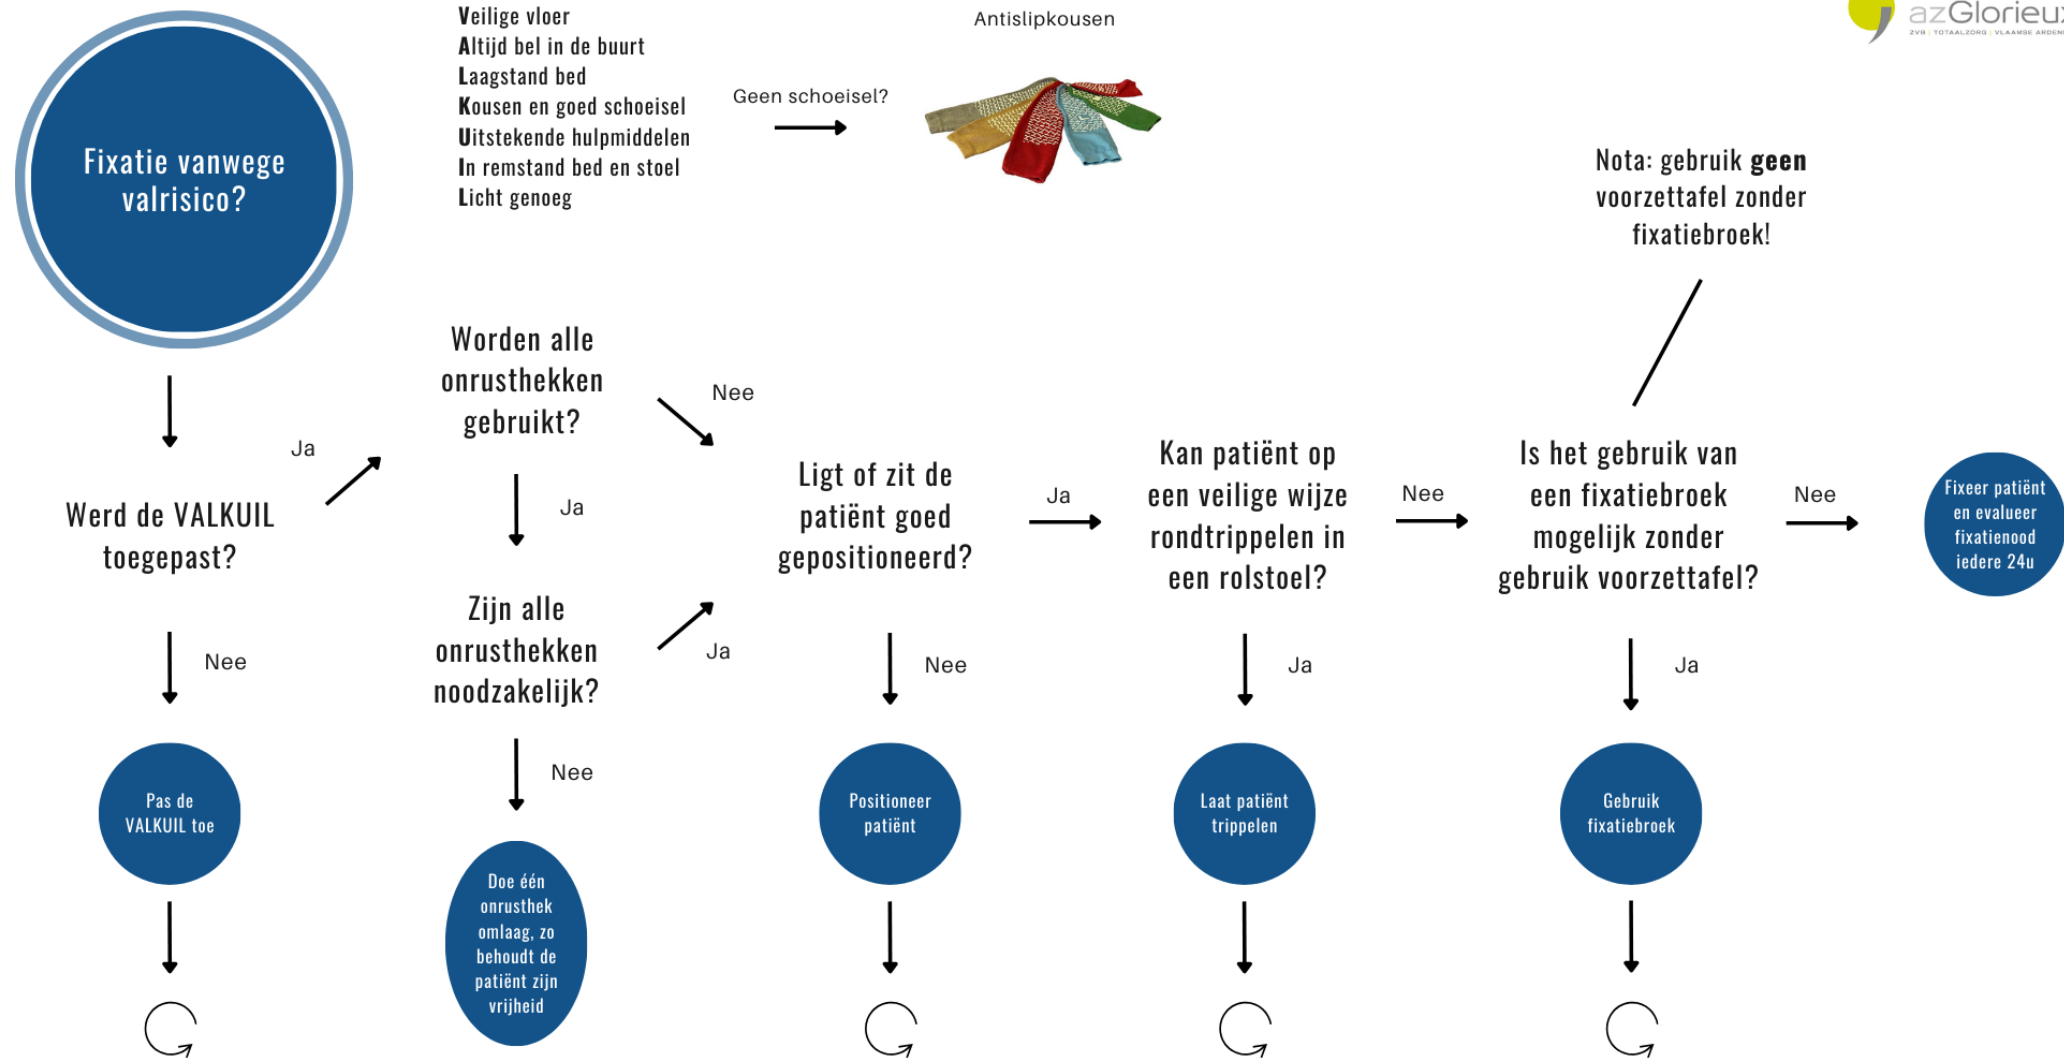 Veilige vloer
Altijd bel in de buurt
Laagstand bed
Kousen en goed schoeisel
Uitstekende hulpmiddelen
In remstand bed en stoel
Licht genoeg
Geen schoeisel?
Antislipkousen
azGlorieux
ZVB | TOTAALZORG | VLAAMSE ARDENN
Fixatie vanwege
valrisico?
Nota: gebruik geen
voorzettafel zonder
fixatiebroek!
Werd de VALKUIL
toegepast?
Ja
Nee
Pas de
VALKUIL toe
Worden alle
onrusthekken
gebruikt?
Nee
Ja
Zijn alle
onrusthekken
noodzakelijk?
Ja
Nee
Doe één
onrusthek
omlaag, zo
behoudt de
patiënt zijn
vrijheid
Ligt of zit de
patiënt goed
gepositioneerd?
Ja
Nee
Positioneer
patiënt
Kan patiënt op
een veilige wijze
rondtrippelen in
een rolstoel?
Nee
Ja
Laat patiënt
trippelen
Is het gebruik van
een fixatiebroek
mogelijk zonder
gebruik voorzettafel?
Nee
Ja
Gebruik
fixatiebroek
Fixeer patiënt
en evalueer
fixatienood
iedere 24u